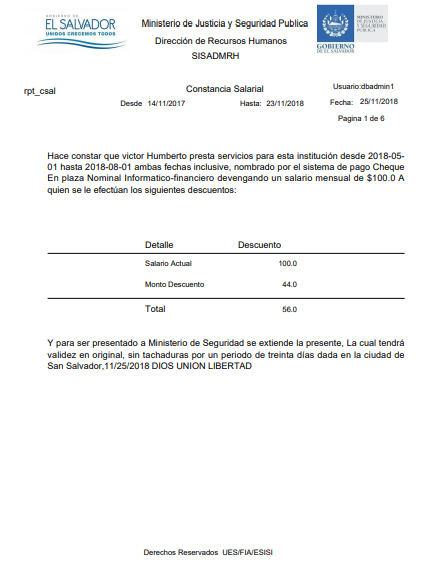 GOBIERNO DE
EL SALVADOR
UNIDOS CRECEMOS TODOS
Ministerio de Justicia y Seguridad Publica
Dirección de Recursos Humanos
SISADMRH
MINISTERIO DE
JUSTICIA
Y SEGURIDAD
PÚBLICA
GOBIERNO
DE EL SALVADOR
rpt_csal
Constancia Salarial
Usuario:dbadmin1
Desde 14/11/2017 Hasta: 23/11/2018 Fecha: 25/11/2018
Pagina 1 de 6
Hace constar que victor Humberto presta servicios para esta institución desde 2018-05-
01 hasta 2018-08-01 ambas fechas inclusive, nombrado por el sistema de pago Cheque
En plaza Nominal Informatico-financiero devengando un salario mensual de $100.0 A
quien se le efectúan los siguientes descuentos:
Detalle Descuento
Salario Actual 100.0
Monto Descuento 44.0
Total 56.0
Y para ser presentado a Ministerio de Seguridad se extiende la presente, La cual tendrá
validez en original, sin tachaduras por un periodo de treinta días dada en la ciudad de
San Salvador,11/25/2018 DIOS UNION LIBERTAD
Derechos Reservados UES/FIA/ESISI